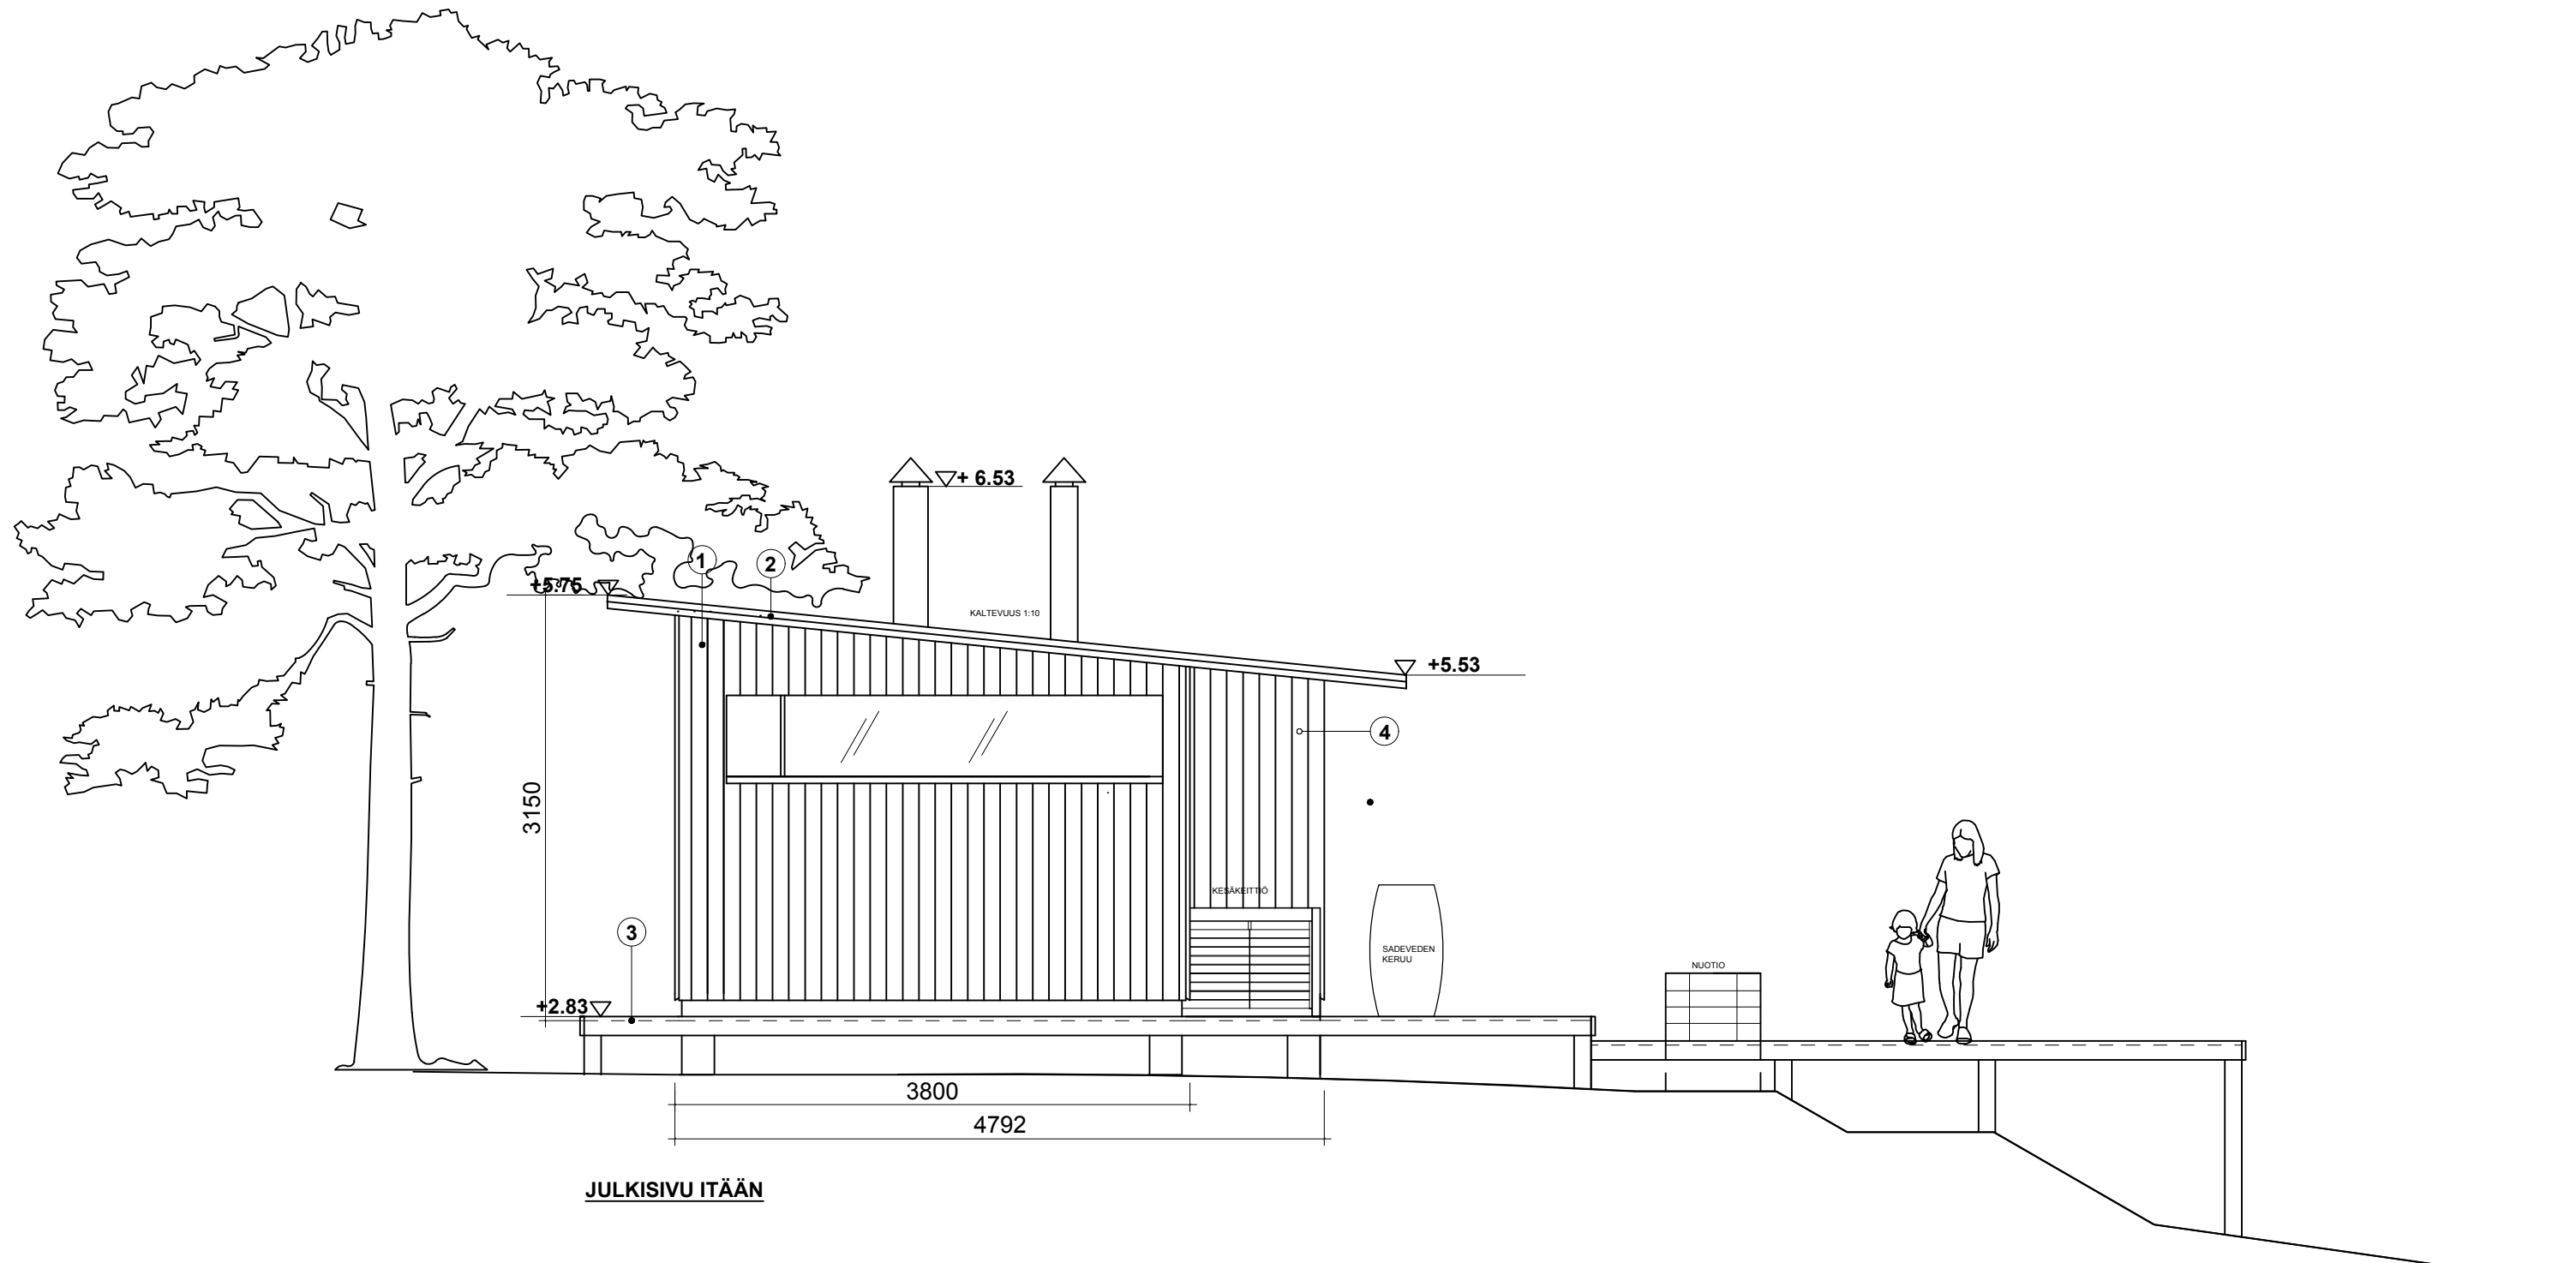 + 6.53
1
2
+5.75
KALTEVUUS 1:10
+5.53
4
3150
KESÄKEITTIÖ
3
SADEVEDEN
KERUU
NUOTIO
+2.83
3800
4792
JULKISIVU ITÄÄN